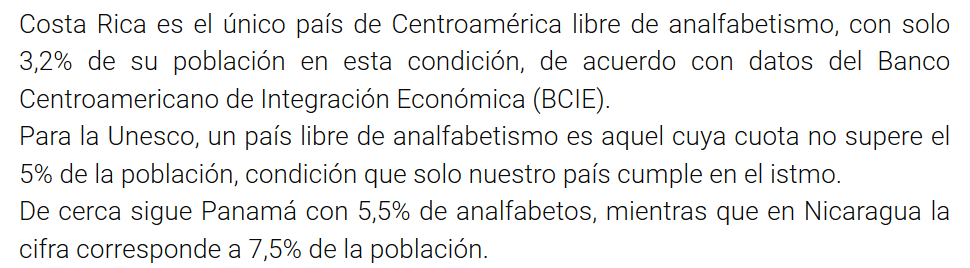 Costa Rica es el único país de Centroamérica libre de analfabetismo, con solo
3,2% de su población en esta condición, de acuerdo con datos del Banco
Centroamericano de Integración Económica (BCIE).
Para la Unesco, un país libre de analfabetismo es aquel cuya cuota no supere el
5% de la población, condición que solo nuestro país cumple en el istmo.
De cerca sigue Panamá con 5,5% de analfabetos, mientras que en Nicaragua la
cifra corresponde a 7,5% de la población.